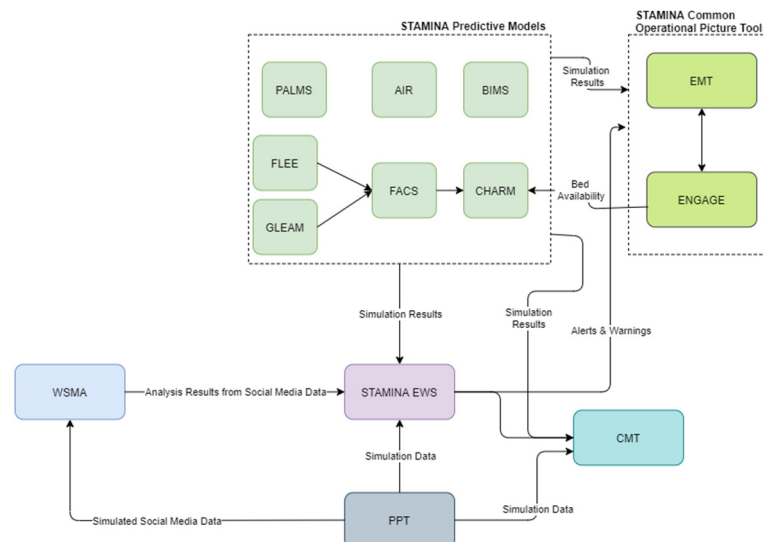 STAMINA Predictive Models
STAMINA Common
Operational Picture Tool
PALMS
AIR
BIMS
Simulation
Results
EMT
FLEE
FACS
CHARM
Bed
Availability
ENGAGE
GLEAM
Simulation Results
Simulation
Results
Alerts & Warnings
WSMA
Analysis Results from Social Media Data
STAMINA EWS
CMT
Simulation Data
Simulated Social Media Data
PPT
Simulation Data